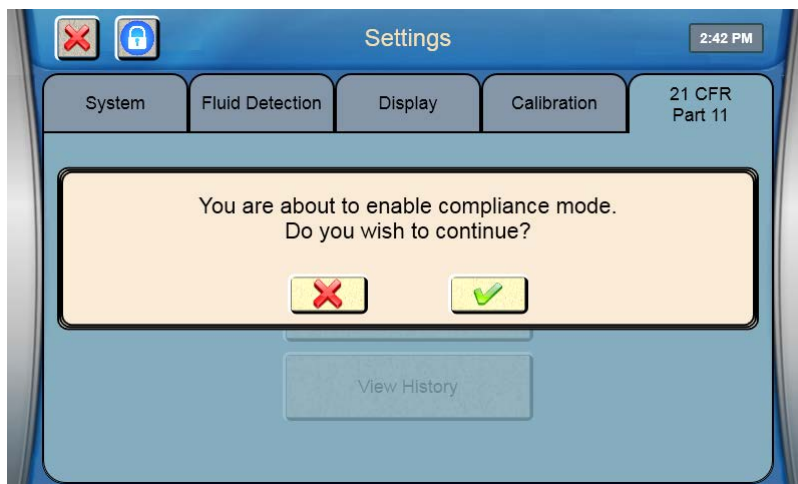 Settings
2:42 PM
System
Fluid Detection
Display
Calibration
21 CFR
Part 11
You are about to enable compliance mode.
Do you wish to continue?
View History